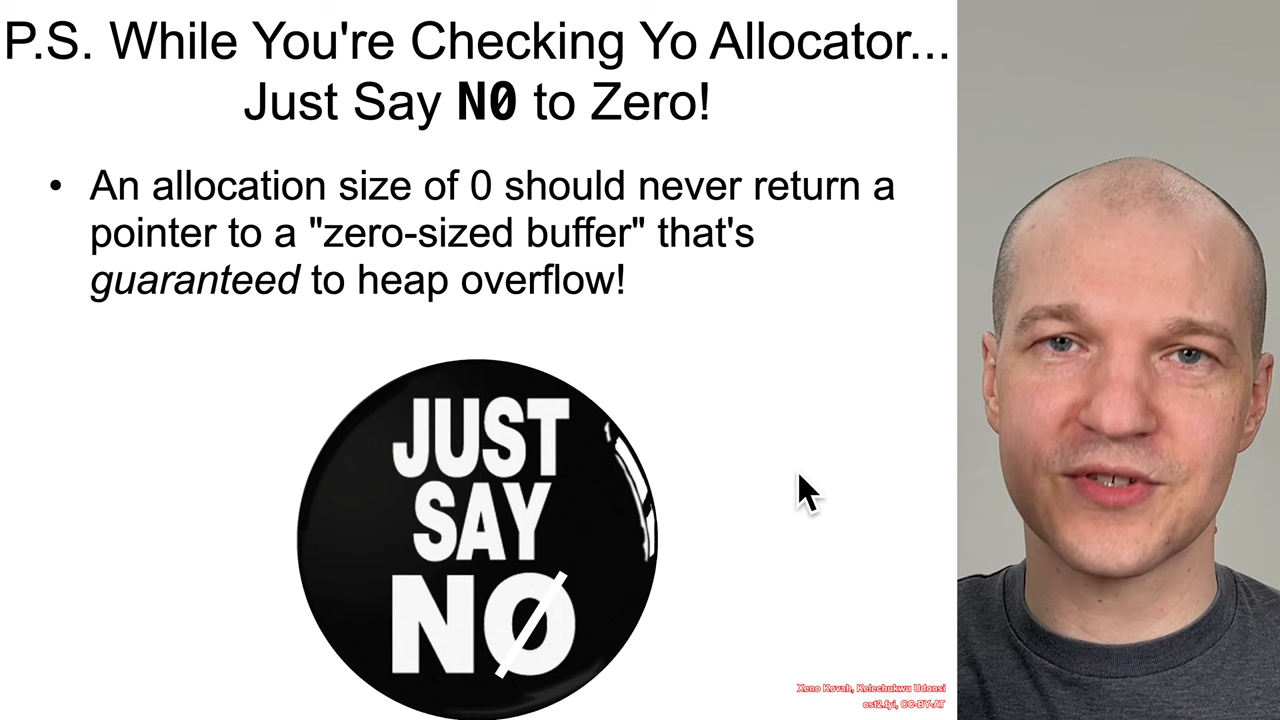 P.S. While You're Checking Yo Allocator...
Just Say N0 to Zero!
• An allocation size of 0 should never return a
pointer to a "zero-sized buffer" that's
guaranteed to heap overflow!
JUST
SAY
NØ
Xeno Kovah, Kelechukwu Udonsi
ost2.fyi, CC-BY-AT